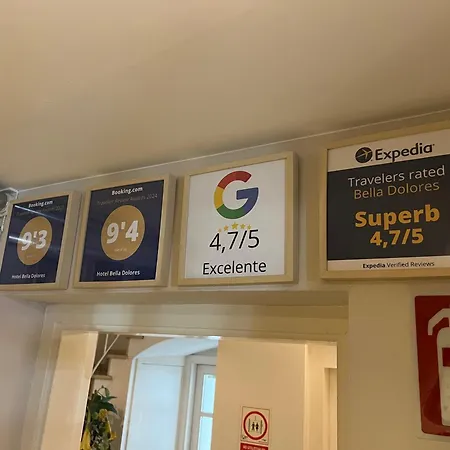 Booking.com
9'3
Hotel Bella Dolores
Booking.com
Traveller Review Awards 2024
9'4
Hotel Bella Dolores
G
4,7/5
Excelente
Expedia
Travelers rated
Bella Dolores
Superb
4,7/5
Expedia Verified Reviews